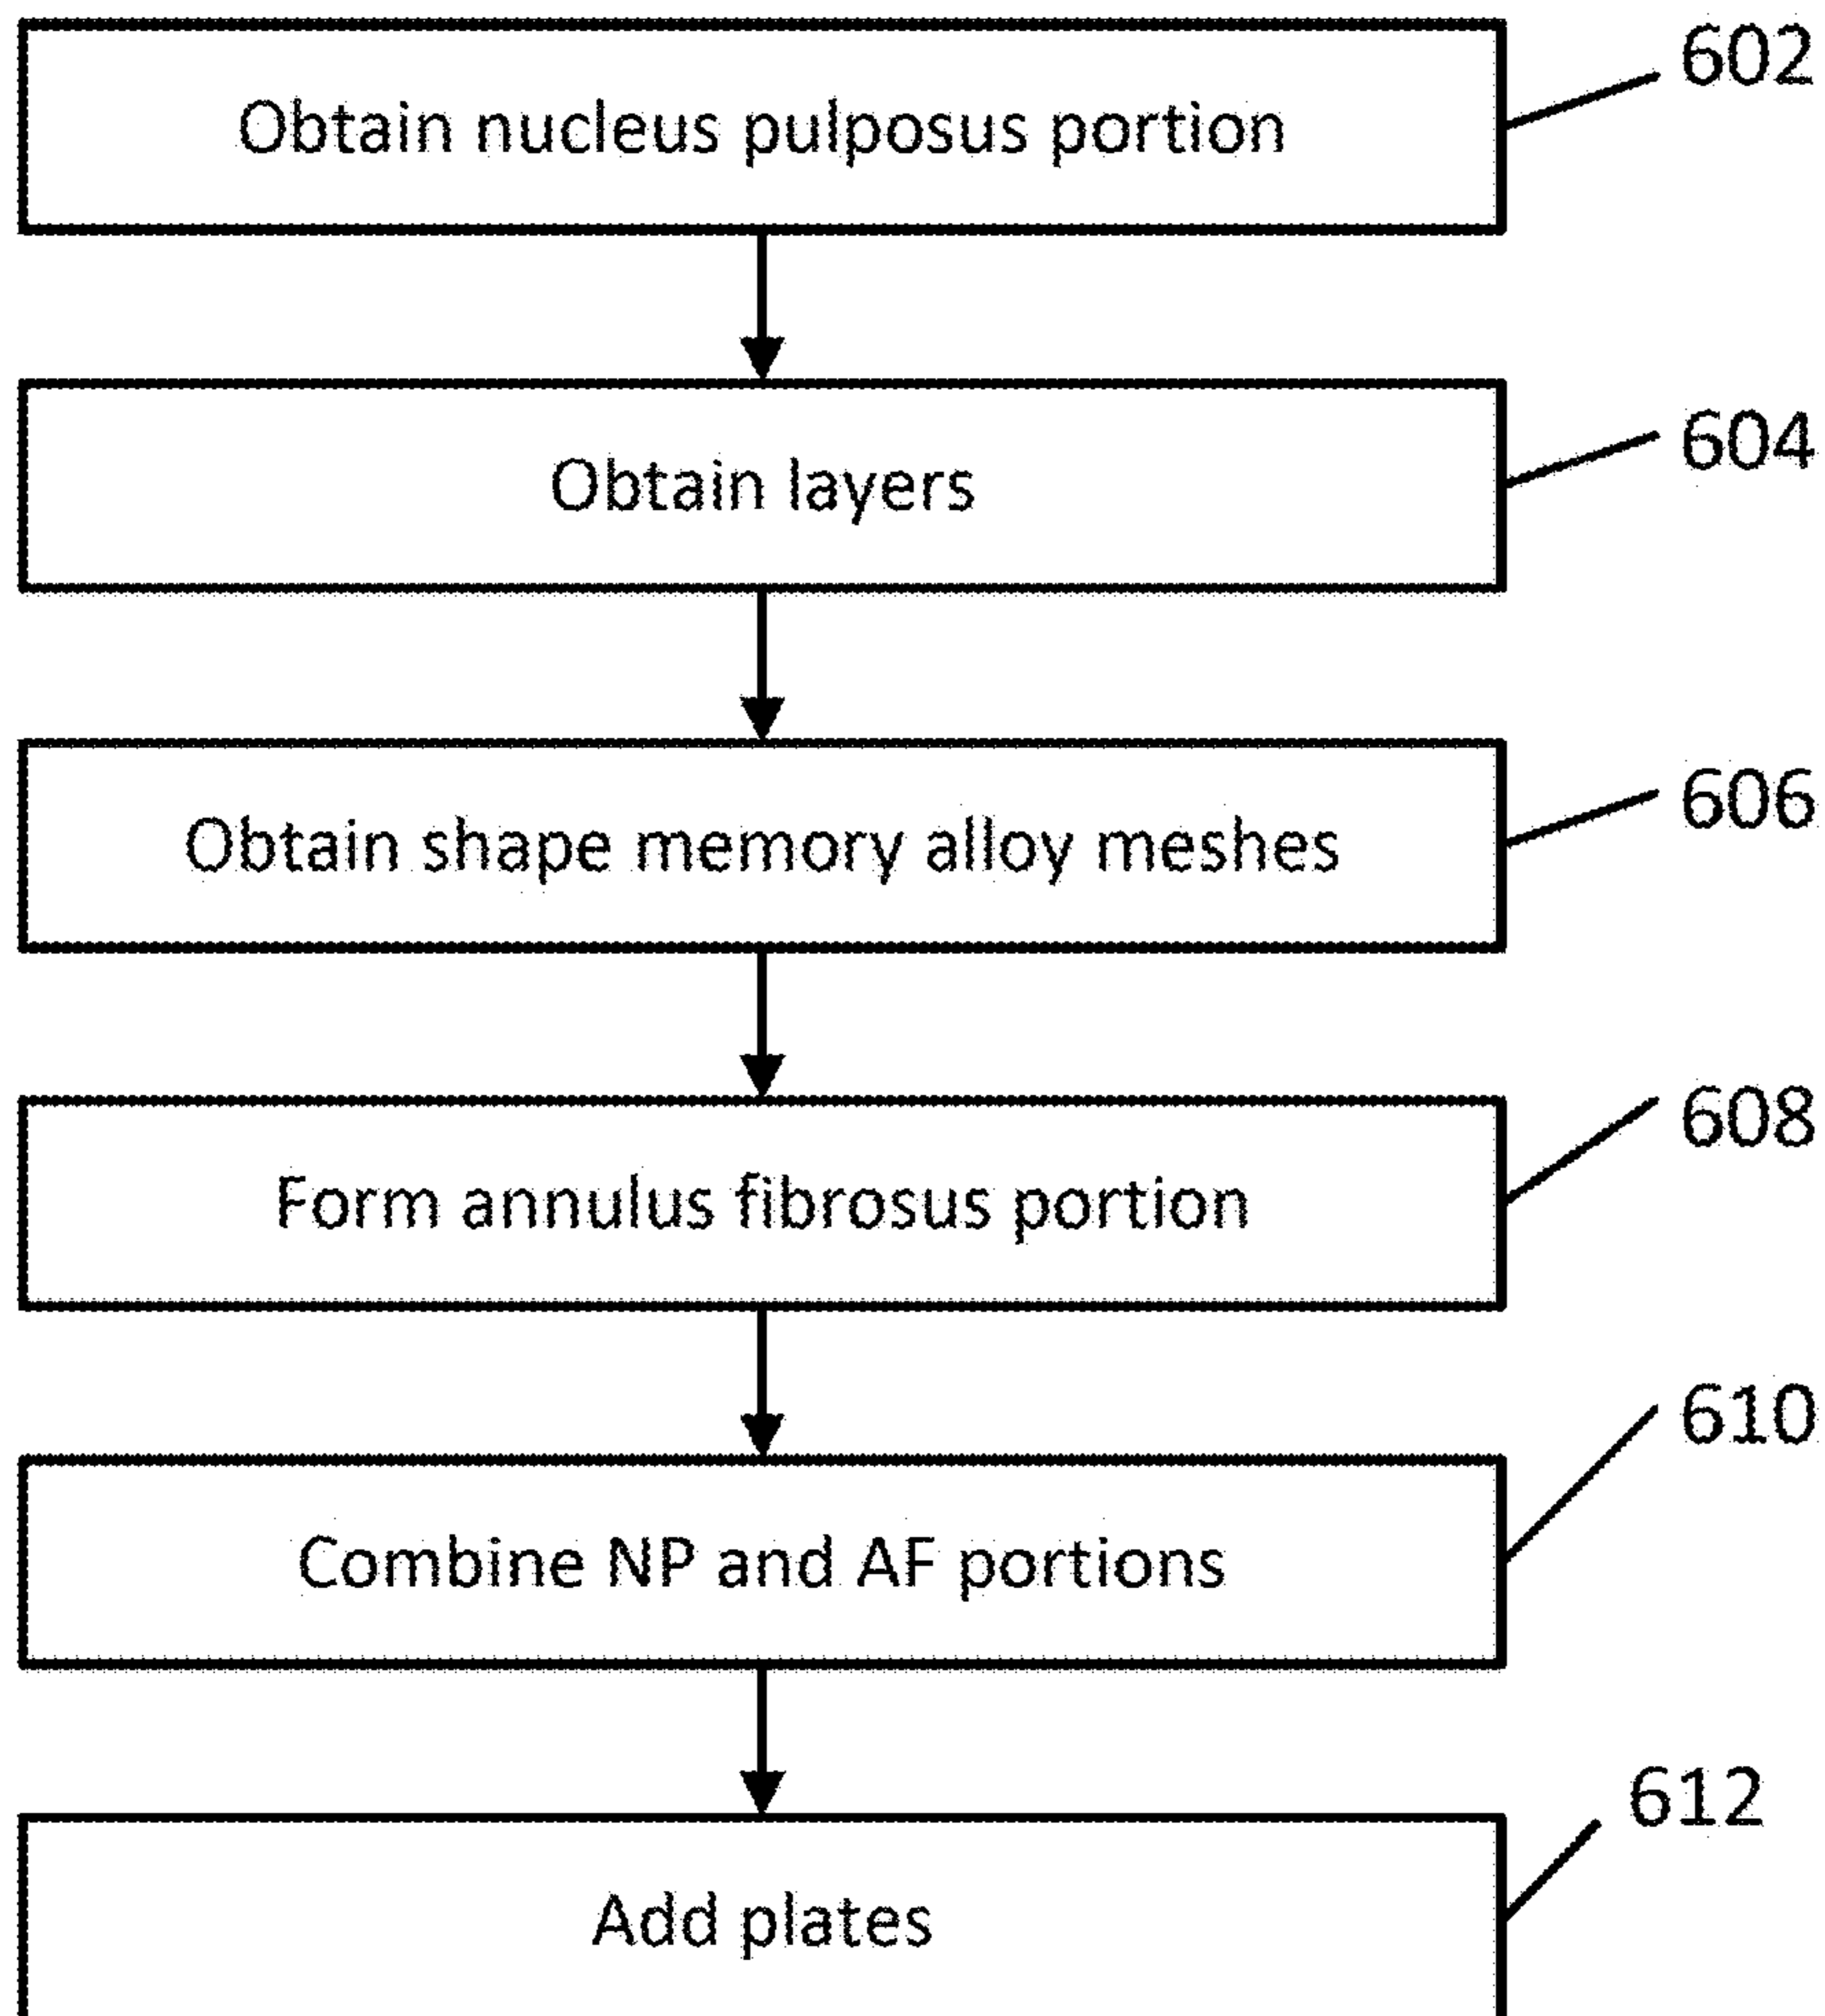 Obtain nucleus pulposus portion
602
Obtain layers
604
Obtain shape memory alloy meshes
606
Form annulus fibrosus portion
608
Combine NP and AF portions
610
Add plates
612